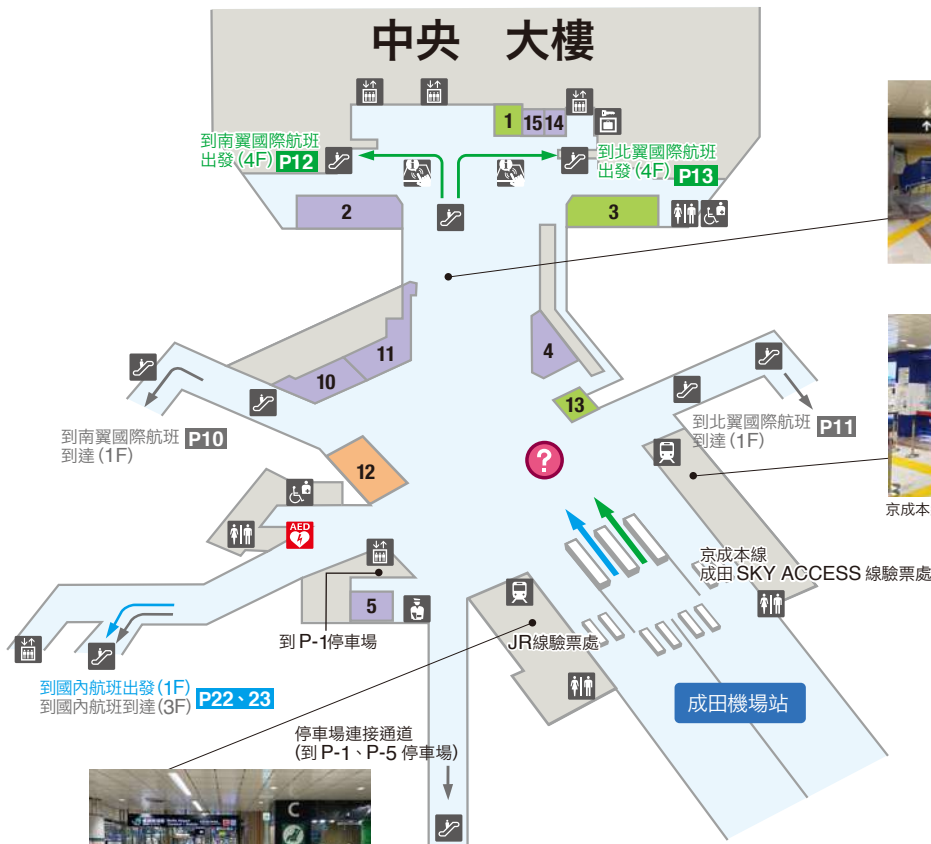 中央 大樓
1
15
14
到南翼國際航班
出發(4F) P12
到北翼國際航班
出發(4F) P13
2
3
4
11
10
13
到南翼國際航班 P10
到達(1F)
到北翼國際航班 P11
到達(1F)
12
?
AED
京成本
京成本線
成田SKY ACCESS 線驗票處
5
到P-1停車場
JR線驗票處
到國內航班出發(1F)
到國內航班到達(3F) P22、23
成田機場站
停車場連接通道
(到P-1、P-5 停車場)
C